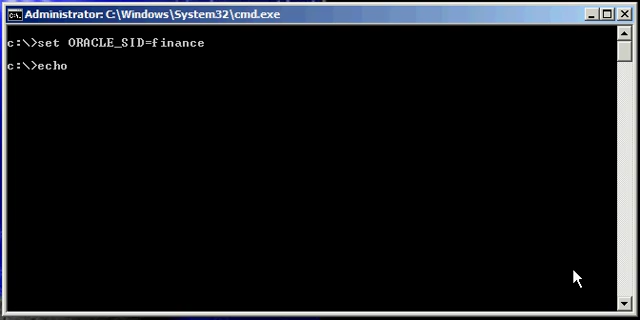 Administrator: C:\Windows\System32\cmd.exe
c:\>set ORACLE_SID=finance
c:\>echo